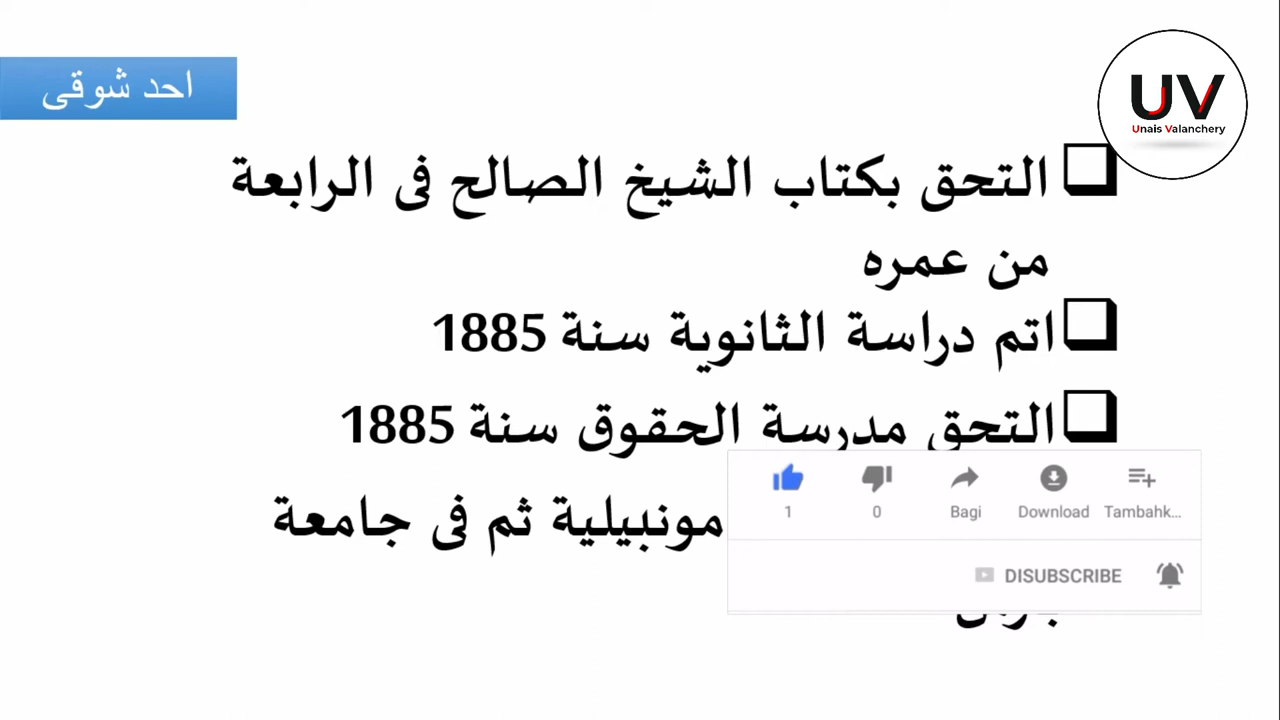 احد شوقى
UV
Unais Valanchery
التحق بكتاب الشيخ الصالح فى الرابعة
من عمره
اتم دراسة الثانوية سنة 1885
التحق مدرسة الحقوق سنة 1885
مونبيلية ثم فى جامعة
1
0
Bagi
Download
Tambahk...
DISUBSCRIBE